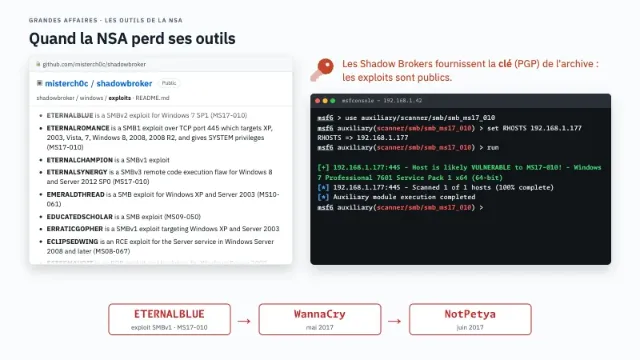 GRANDES AFFAIRES · LES OUTILS DE LA NSA
Quand la NSA perd ses outils
github.com/misterch0c/shadowbroker
misterch0c / shadowbroker Public
shadowbroker / windows / exploits · README.md
ETERNALBLUE is a SMBv2 exploit for Windows 7 SP1 (MS17-010)
ETERNALROMANCE is a SMB1 exploit over TCP port 445 which targets XP,
2003, Vista, 7, Windows 8, 2008, 2008 R2, and gives SYSTEM privileges
(MS17-010)
ETERNALCHAMPION is a SMBv1 exploit
ETERNALSYNERGY is a SMBv3 remote code execution flaw for Windows 8
and Server 2012 SP0 (MS17-010)
EMERALDTHREAD is a SMB exploit for Windows XP and Server 2003 (MS10-
061)
EDUCATEDSCHOLAR is a SMB exploit (MS09-050)
ERRATICGOPHER is a SMBv1 exploit targeting Windows XP and Server 2003
ECLIPSEDWING is an RCE exploit for the Server service in Windows Server
2008 and later (MS08-067)
Les Shadow Brokers fournissent la clé (PGP) de l'archive :
les exploits sont publics.
msfconsole — 192.168.1.42
msf6 > use auxiliary/scanner/smb/smb_ms17_010
msf6 auxiliary(scanner/smb/smb_ms17_010) > set RHOSTS 192.168.1.177
RHOSTS => 192.168.1.177
msf6 auxiliary(scanner/smb/smb_ms17_010) > run
[+] 192.168.1.177:445 - Host is likely VULNERABLE to MS17-010! - Windows
7 Professional 7601 Service Pack 1 x64 (64-bit)
[*] 192.168.1.177:445 - Scanned 1 of 1 hosts (100% complete)
[*] Auxiliary module execution completed
msf6 auxiliary(scanner/smb/smb_ms17_010) >
ETERNALBLUE
exploit SMBv1 · MS17-010
→
WannaCry
mai 2017
→
NotPetya
juin 2017